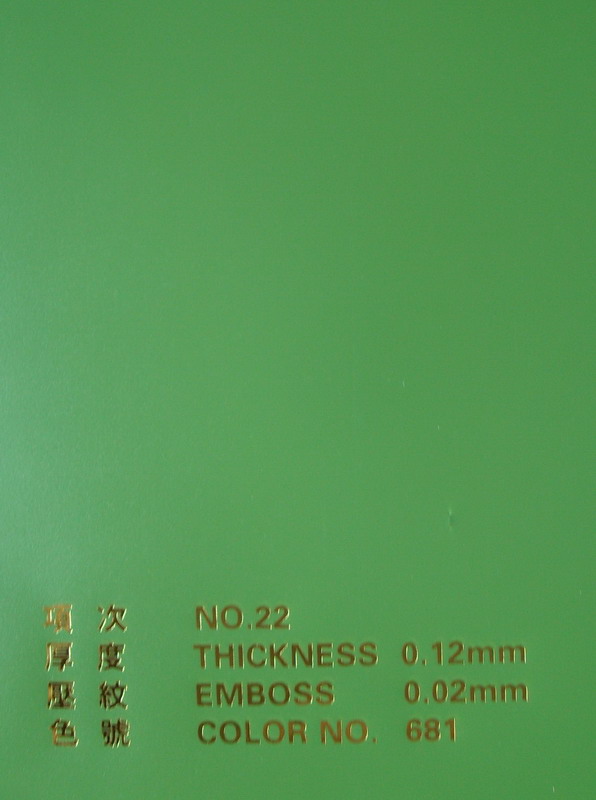 項 次 NO.22
厚 度 THICKNESS 0.12mm
壓 紋 EMBOSS 0.02mm
色 號 COLOR NO. 681